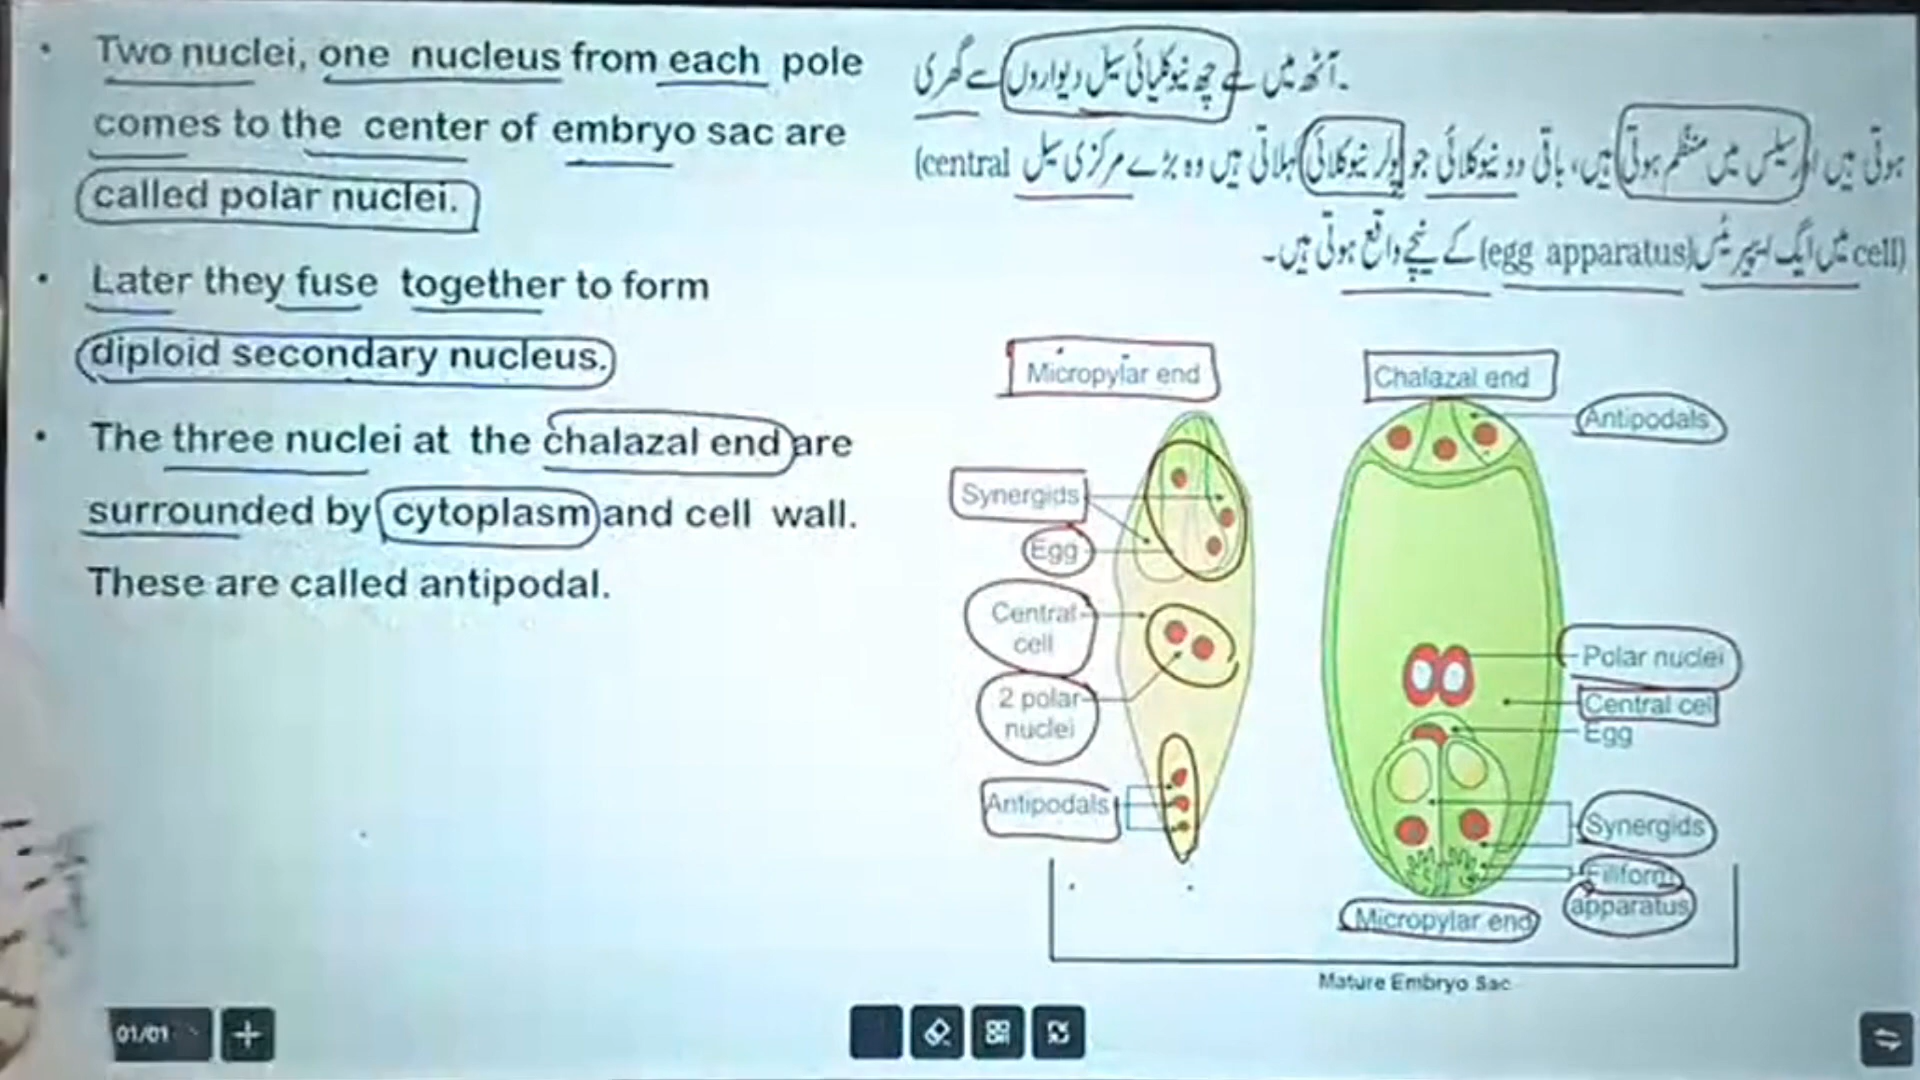 • Two nuclei, one nucleus from each pole
comes to the center of embryo sac are
called polar nuclei.
• Later they fuse together to form
diploid secondary nucleus.
• The three nuclei at the chalazal end are
surrounded by cytoplasm and cell wall.
These are called antipodal.
۔آٹھ میں سے چھ نیوکلیائی سیل دیواروں سے گھری
ہوتی ہیں اور سیلس میں منظم ہوتی ہیں، باقی دو نیوکلائی جو پولر نیوکلائی کہلاتی ہیں وہ بڑے مرکزی سیل (central
cell) میں ایگ اپیریٹس (egg apparatus) کے نیچے واقع ہوتی ہیں۔
Micropylar end
Synergids
Egg
Central
cell
2 polar
nuclei
Antipodals
Chalazal end
Antipodals
Polar nuclei
Central cell
Egg
Synergids
Filiform
apparatus
Micropylar end
Mature Embryo Sac
01/01